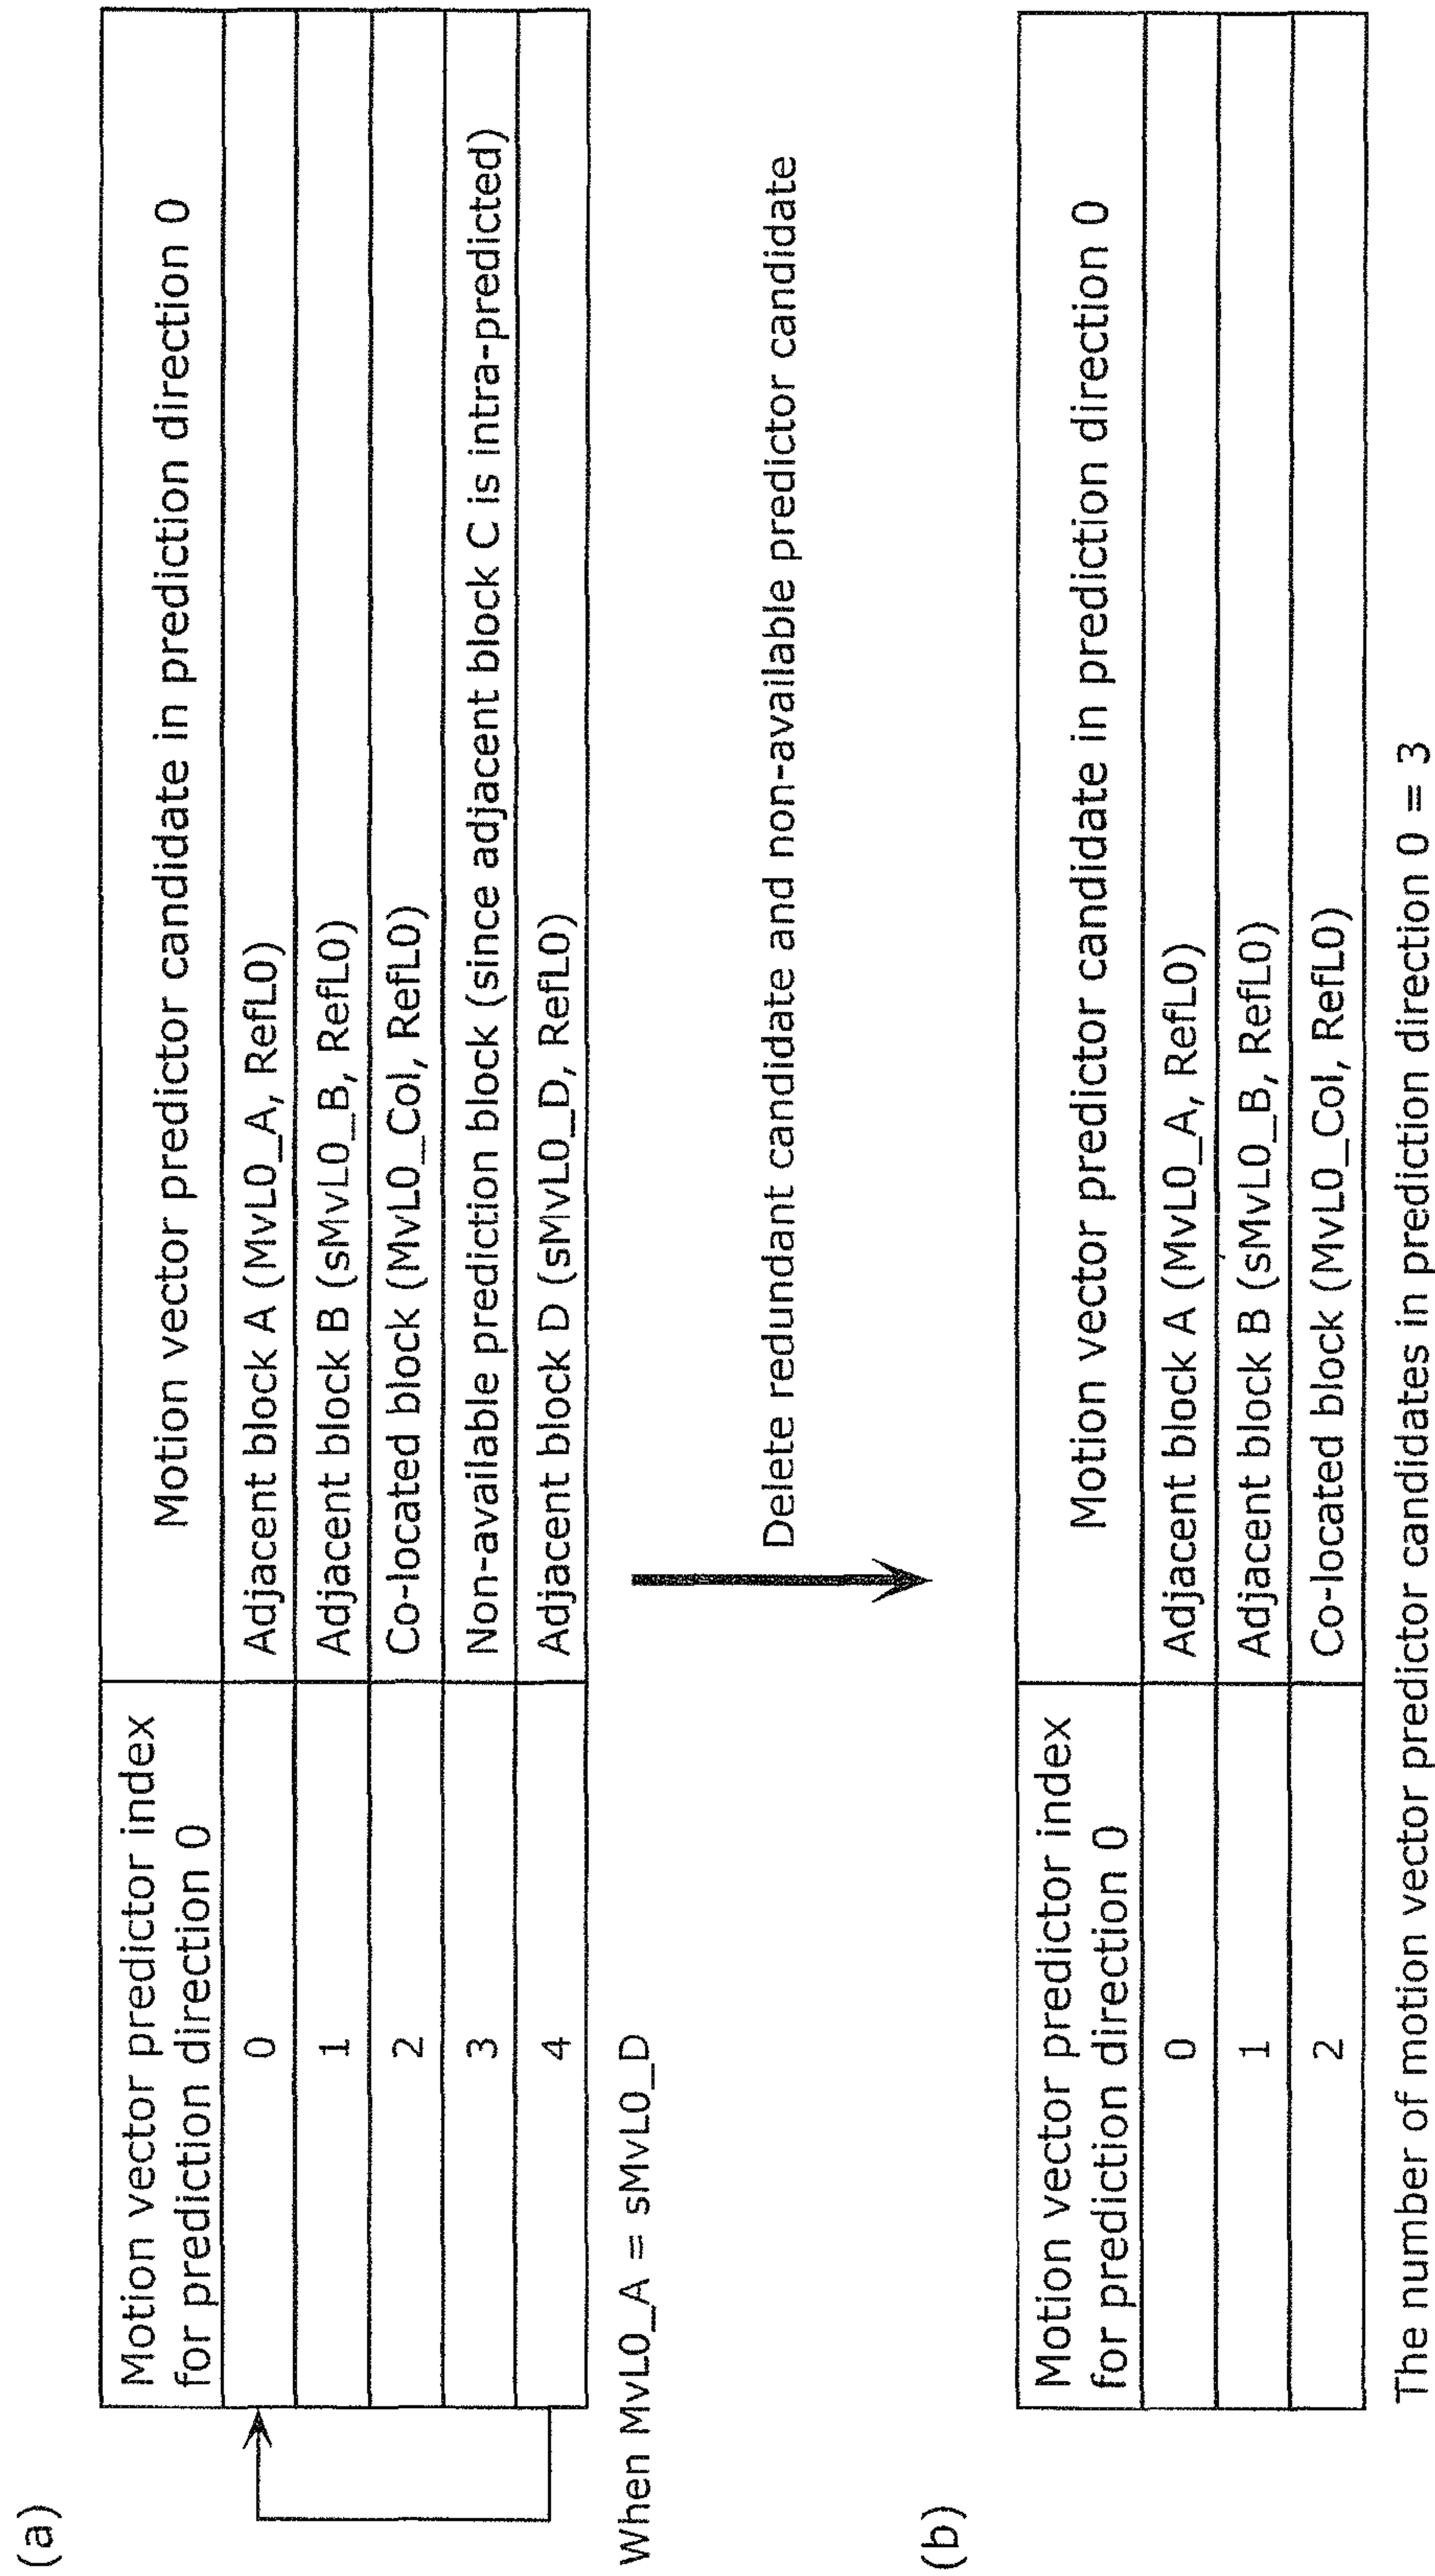 (a)
Motion vector predictor index
for prediction direction 0
Motion vector predictor candidate in prediction direction 0
0
Adjacent block A (MvL0_A, RefL0)
1
Adjacent block B (sMvL0_B, RefL0)
2
Co-located block (MvL0_Col, RefL0)
3
Non-available prediction block (since adjacent block C is intra-predicted)
4
Adjacent block D (sMvL0_D, RefL0)
When MvL0_A = sMvL0_D
Delete redundant candidate and non-available predictor candidate
(b)
Motion vector predictor index
for prediction direction 0
Motion vector predictor candidate in prediction direction 0
0
Adjacent block A (MvL0_A, RefL0)
1
Adjacent block B (sMvL0_B, RefL0)
2
Co-located block (MvL0_Col, RefL0)
The number of motion vector predictor candidates in prediction direction 0 = 3